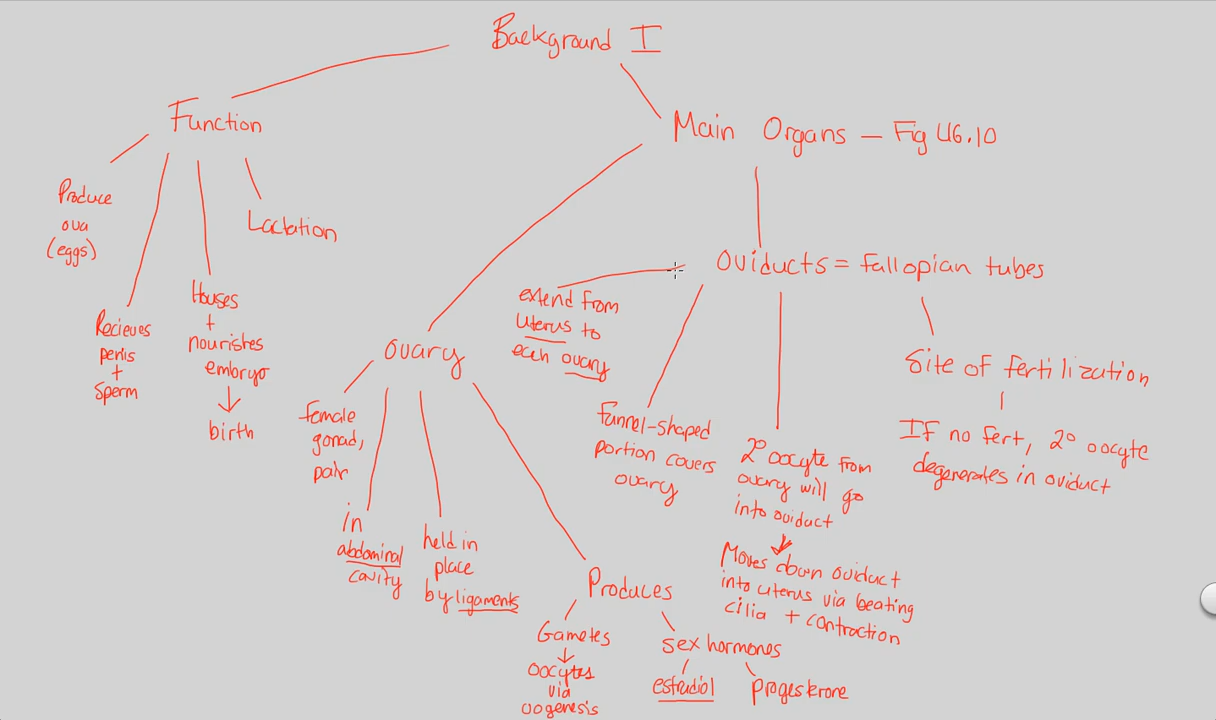 Background I
Function
Main Organs – Fig 46.10
Produce
ova
(eggs)
Recieves
penis
+
sperm
Houses
+
nourishes
embryo
birth
Lactation
Ovary
female
gonad,
pair
in
abdominal
cavity
held in
place
by ligaments
Produces
Gametes
oocytes
via
oogenesis
sex hormones
estradiol
progesterone
Oviducts = fallopian tubes
extend from
uterus to
each ovary
funnel-shaped
portion covers
ovary
2° oocyte from
ovary will go
into oviduct
Moves down oviduct
into uterus via beating
cilia + contraction
Site of fertilization
If no fert, 2° oocyte
degenerates in oviduct